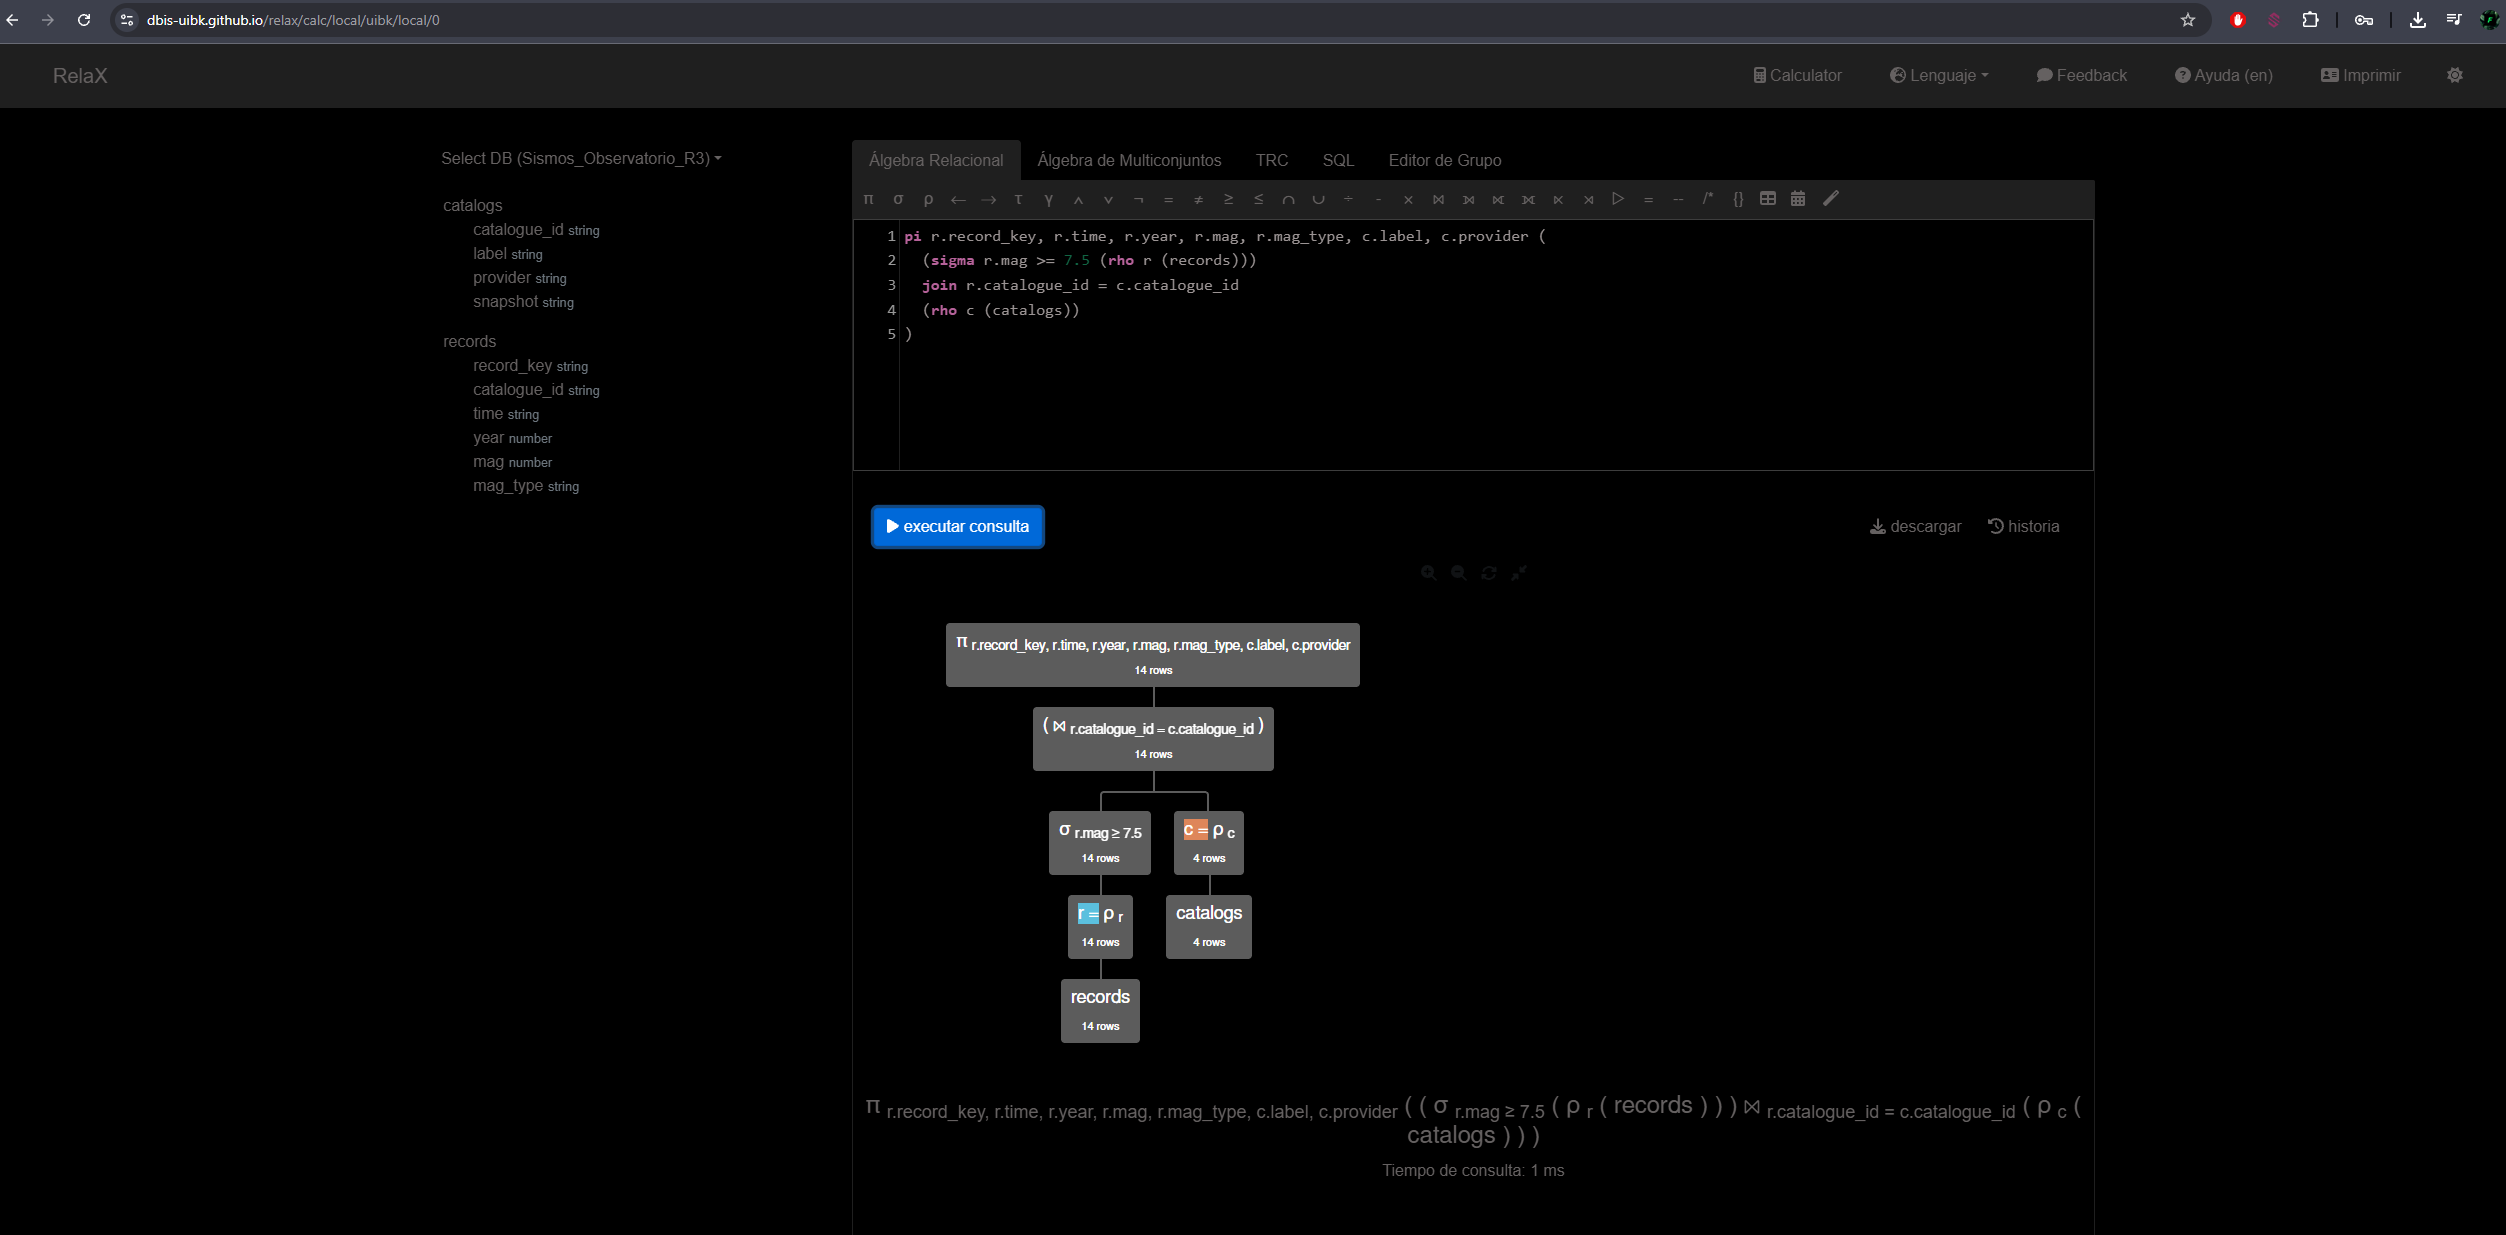 dbis-uibk.github.io/relax/calc/local/uibk/local/0
RelaX
Calculator
Lenguaje
Feedback
Ayuda (en)
Imprimir
Select DB (Sismos_Observatorio_R3)
catalogs
catalogue_id string
label string
provider string
snapshot string
records
record_key string
catalogue_id string
time string
year number
mag number
mag_type string
Álgebra Relacional
Álgebra de Multiconjuntos
TRC
SQL
Editor de Grupo
π σ ρ ← → τ γ ∧ ∨ ¬ = ≠ ≥ ≤ ∩ ∪ ÷ - × ⋈ ⟕ ⟖ ⟗ ⋉ ⋊ ▷ = -- /* {}
1 pi r.record_key, r.time, r.year, r.mag, r.mag_type, c.label, c.provider (
2 (sigma r.mag >= 7.5 (rho r (records)))
3 join r.catalogue_id = c.catalogue_id
4 (rho c (catalogs))
5 )
executar consulta
descargar
historia
π r.record_key, r.time, r.year, r.mag, r.mag_type, c.label, c.provider
14 rows
( ⋈ r.catalogue_id = c.catalogue_id )
14 rows
σ r.mag ≥ 7.5
14 rows
c = ρ c
4 rows
r = ρ r
14 rows
catalogs
4 rows
records
14 rows
π r.record_key, r.time, r.year, r.mag, r.mag_type, c.label, c.provider ( ( σ r.mag ≥ 7.5 ( ρ r ( records ) ) ) ⋈ r.catalogue_id = c.catalogue_id ( ρ c (
catalogs ) ) )
Tiempo de consulta: 1 ms